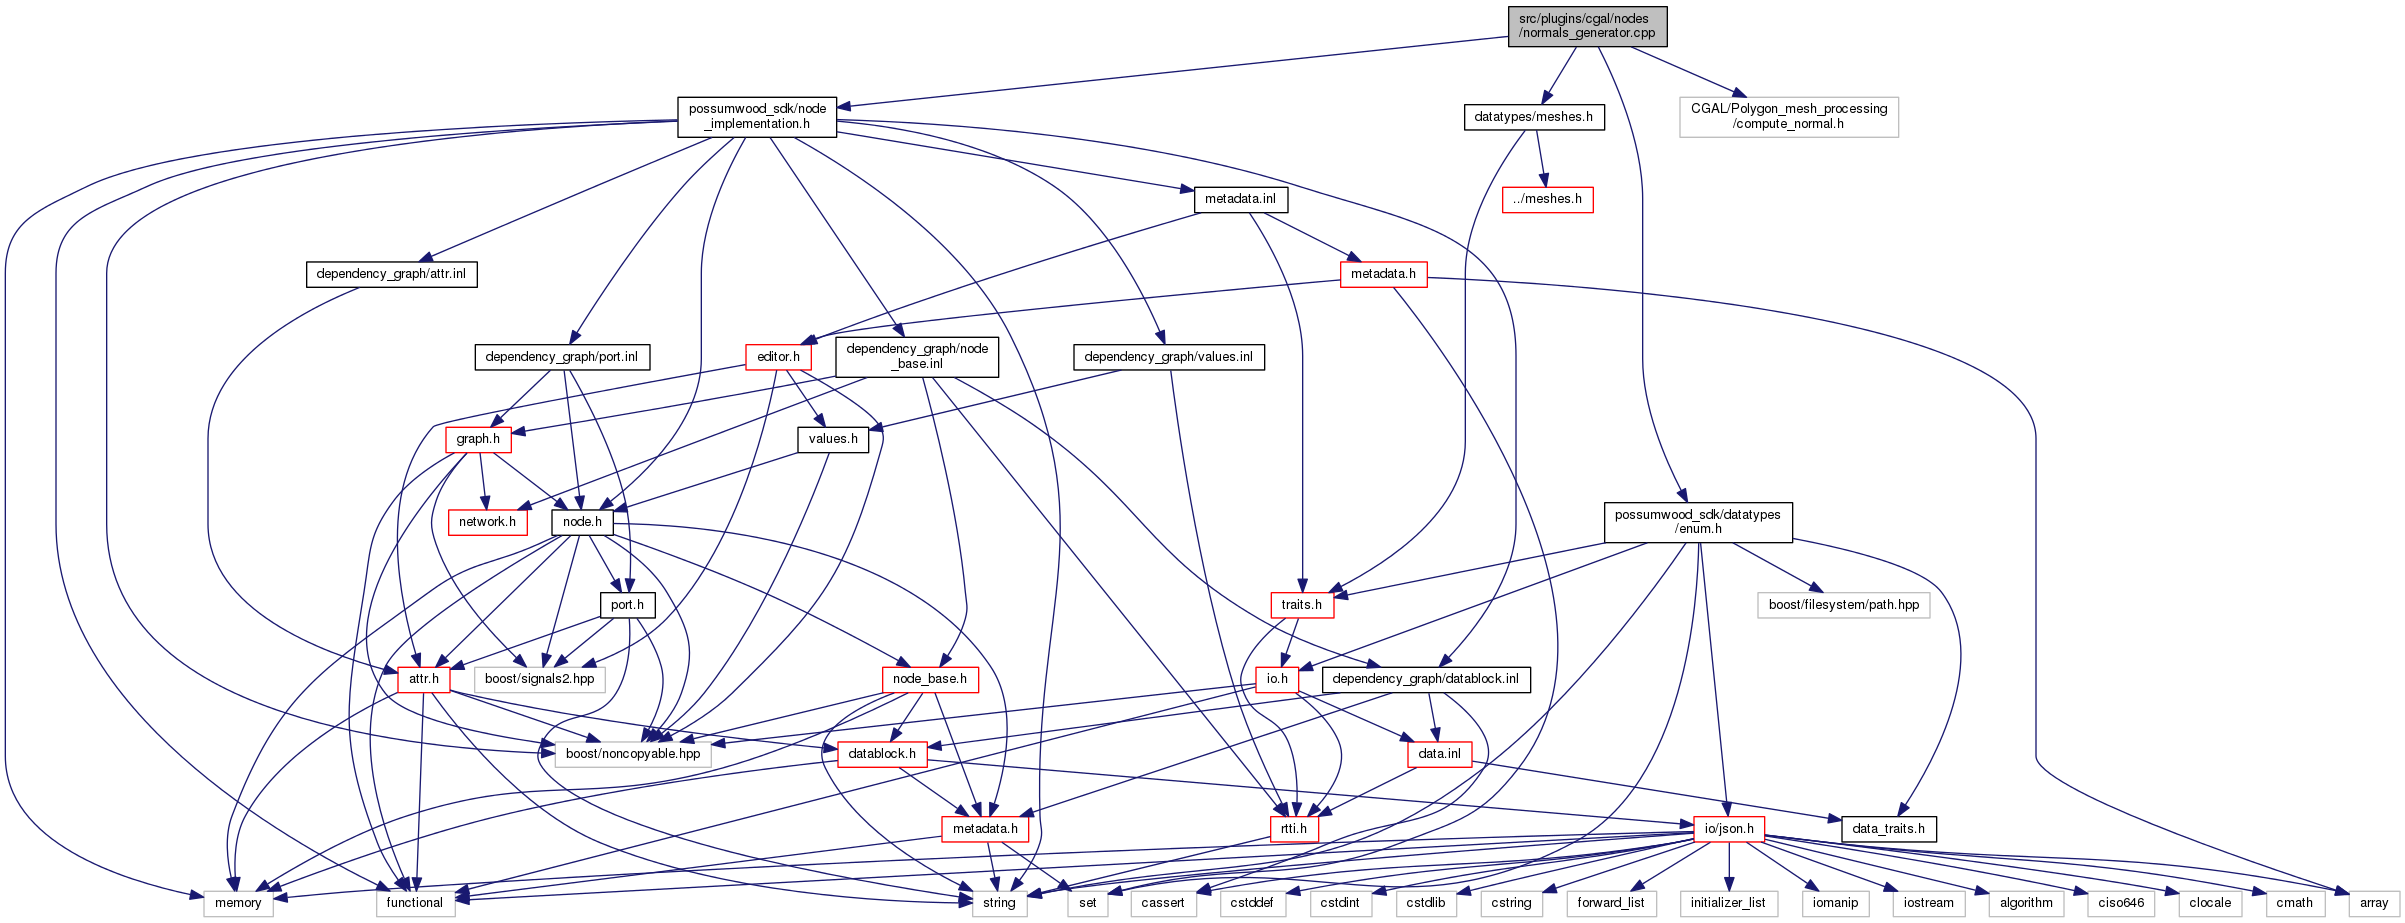 src/plugins/cgal/nodes
/normals_generator.cpp
possumwood_sdk/node
_implementation.h
datatypes/meshes.h
CGAL/Polygon_mesh_processing
/compute_normal.h
metadata.inl
../meshes.h
dependency_graph/attr.inl
metadata.h
dependency_graph/port.inl
editor.h
dependency_graph/node
_base.inl
dependency_graph/values.inl
graph.h
values.h
network.h
node.h
possumwood_sdk/datatypes
/enum.h
port.h
traits.h
boost/filesystem/path.hpp
attr.h
boost/signals2.hpp
node_base.h
io.h
dependency_graph/datablock.inl
boost/noncopyable.hpp
datablock.h
data.inl
metadata.h
rtti.h
io/json.h
data_traits.h
memory
functional
string
set
cassert
cstddef
cstdint
cstdlib
cstring
forward_list
initializer_list
iomanip
iostream
algorithm
ciso646
clocale
cmath
array